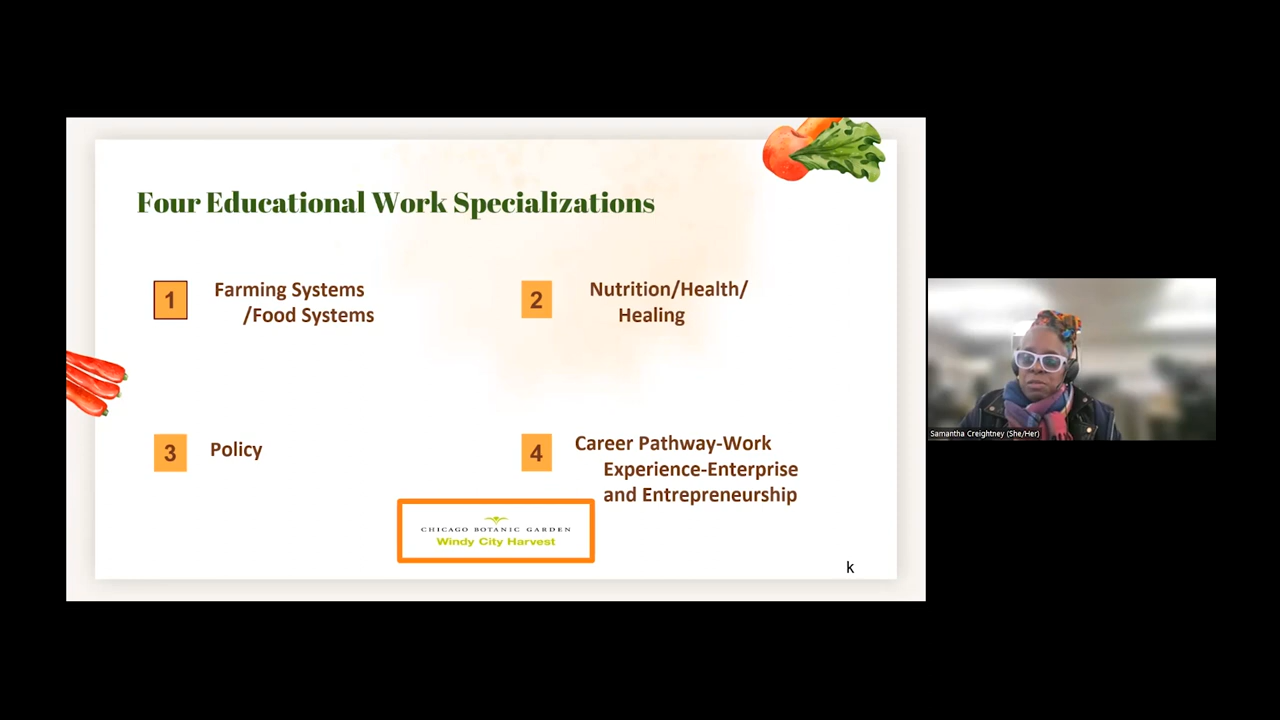 Four Educational Work Specializations
1
Farming Systems
/Food Systems
2
Nutrition/Health/
Healing
3
Policy
4
Career Pathway-Work
Experience-Enterprise
and Entrepreneurship
CHICAGO BOTANIC GARDEN
Windy City Harvest
k
Samantha Creightney (She/Her)